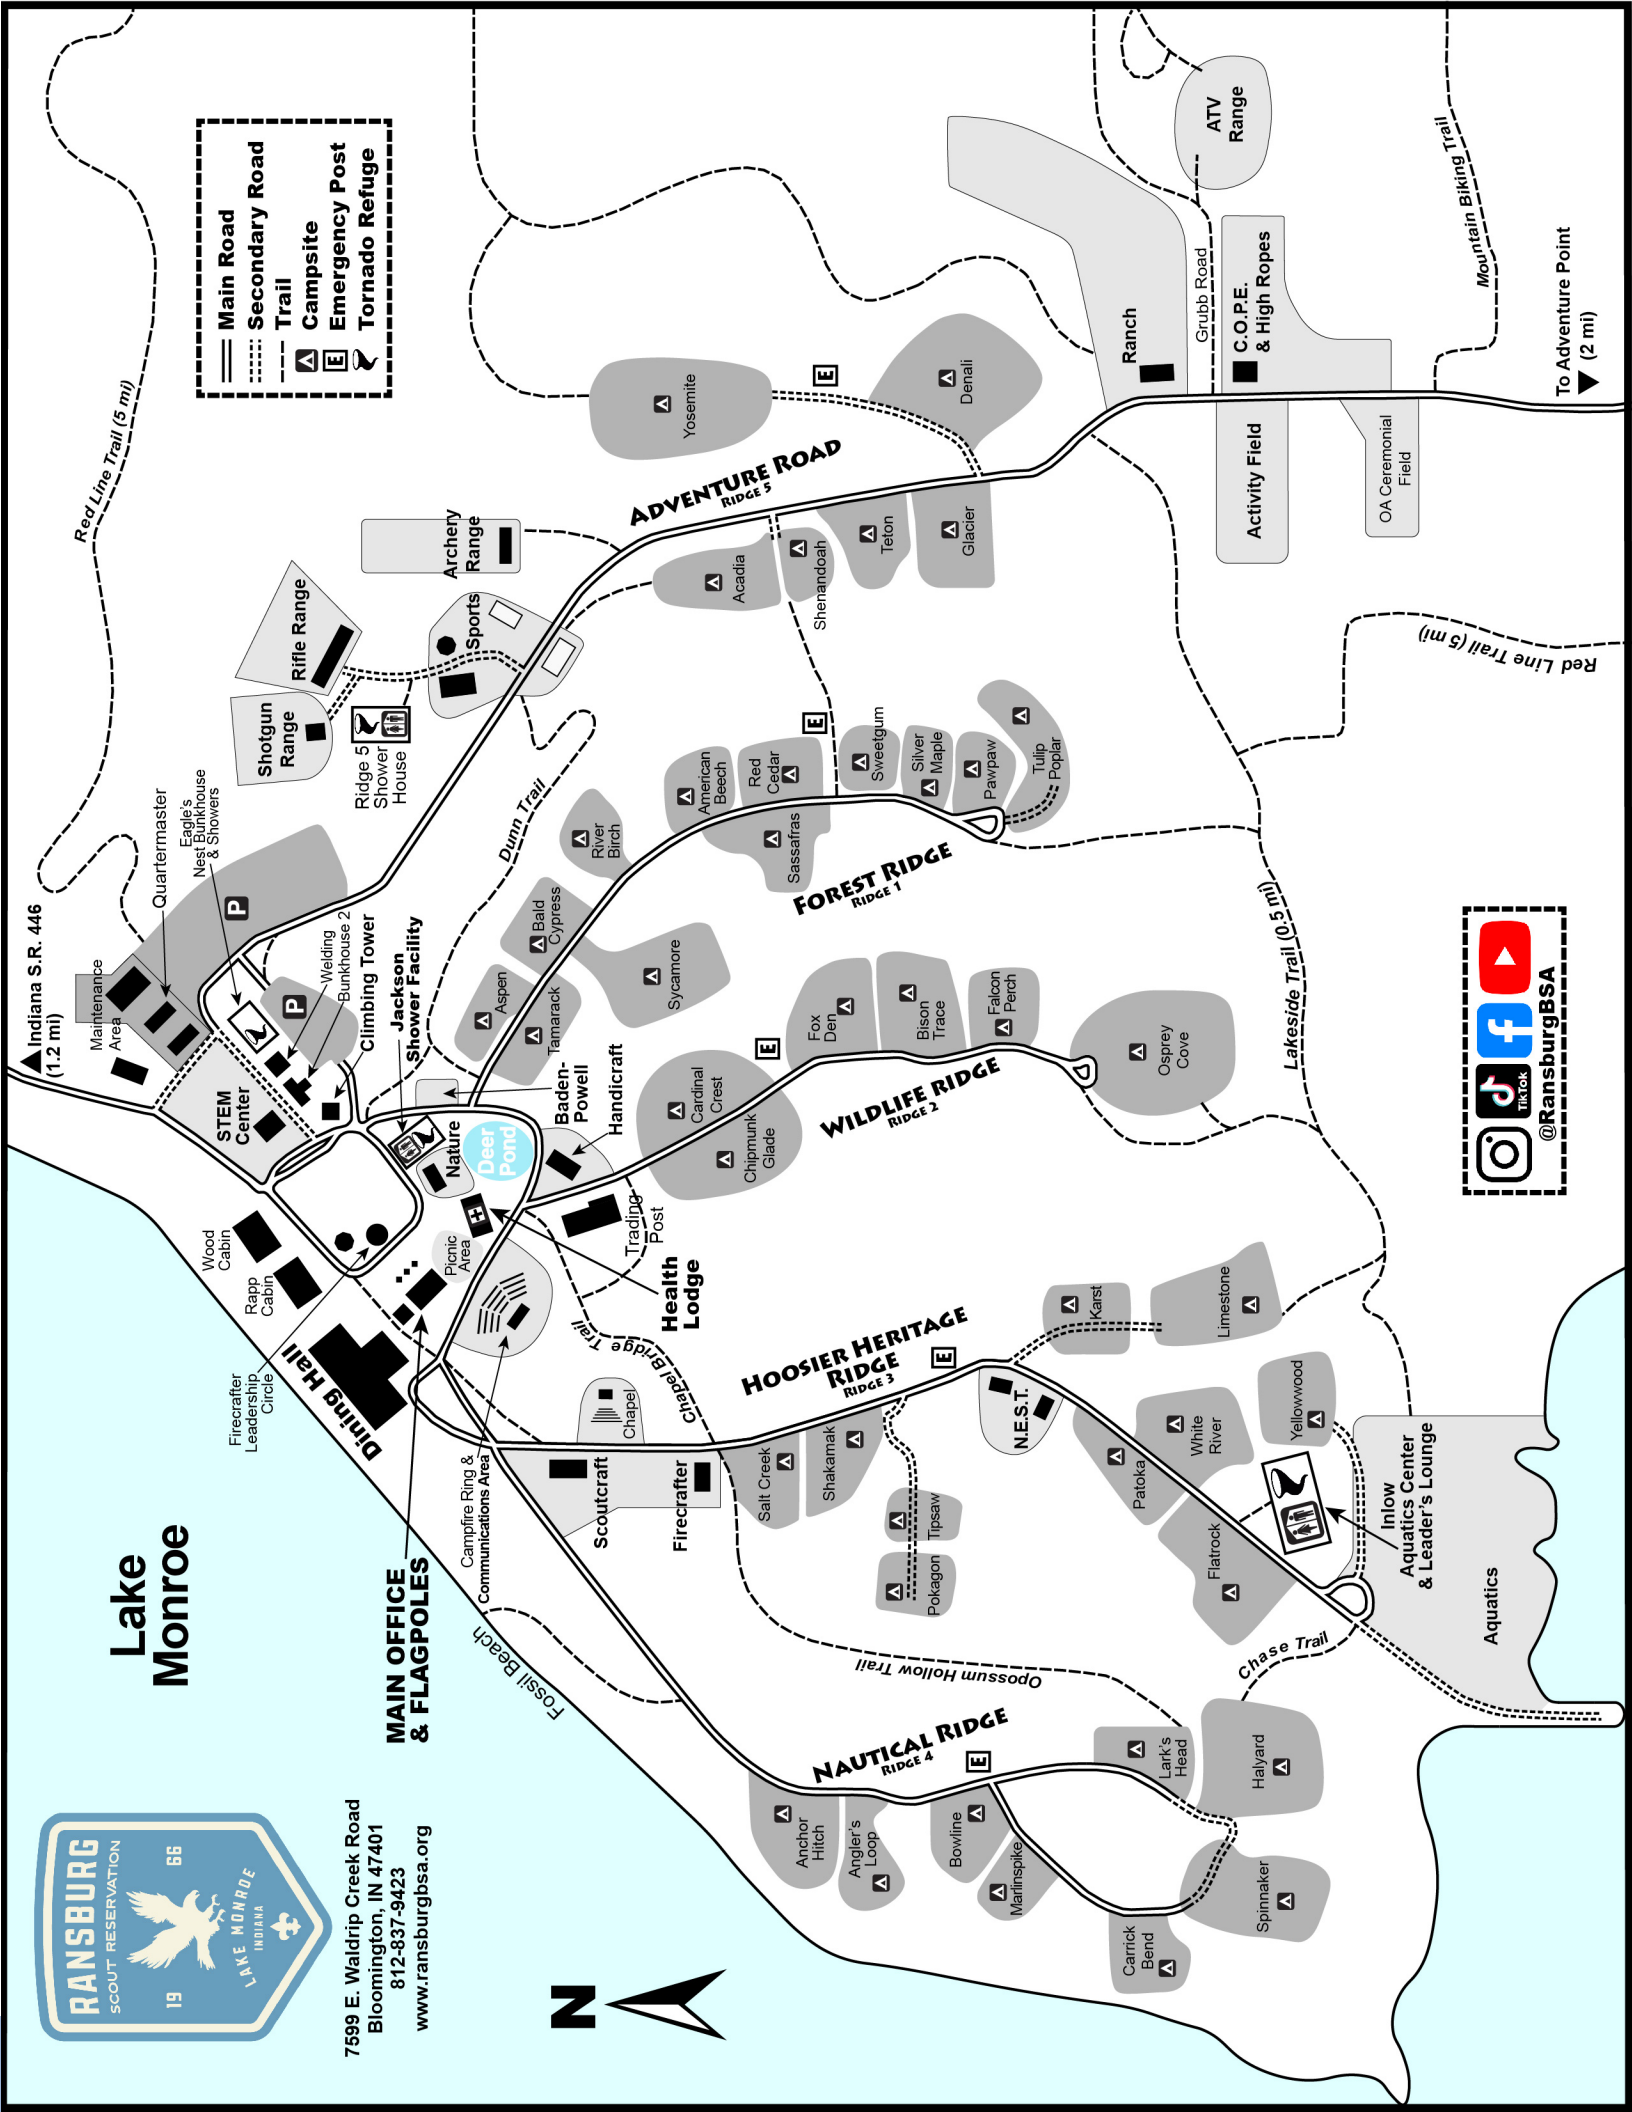 RANSBURG
SCOUT RESERVATION
19 66
LAKE MONROE
INDIANA
7599 E. Waldrip Creek Road
Bloomington, IN 47401
812-837-9423
www.ransburgbsa.org
N
Lake
Monroe
MAIN OFFICE
& FLAGPOLES
Fossil Beach
Campfire Ring &
Communications Area
Dining Hall
Firecrafter
Leadership
Circle
Rapp
Cabin
Wood
Cabin
Indiana S.R. 446
(1.2 mi)
Maintenance
Area
Quartermaster
Eagle's
Nest Bunkhouse
& Showers
P
P
Welding
Bunkhouse 2
Climbing Tower
Jackson
Shower Facility
STEM
Center
Nature
Deer
Pond
Picnic
Area
Baden-
Powell
Handicraft
Trading
Post
Health
Lodge
Chapel Bridge Trail
Chapel
Scoutcraft
Firecrafter
Main Road
Secondary Road
Trail
Campsite
E
Emergency Post
Tornado Refuge
Red Line Trail (5 mi)
Shotgun
Range
Rifle Range
Ridge 5
Shower
House
Archery
Range
Sports
Dunn Trail
ADVENTURE ROAD
RIDGE 5
Yosemite
E
Denali
Acadia
Shenandoah
Teton
Glacier
Ranch
Grubb Road
ATV
Range
C.O.P.E.
& High Ropes
Mountain Biking Trail
Activity Field
OA Ceremonial
Field
To Adventure Point
(2 mi)
Red Line Trail (5 mi)
FOREST RIDGE
RIDGE 1
E
Aspen
Tamarack
Bald
Cypress
River
Birch
Sycamore
American
Beech
Red
Cedar
Sassafras
Sweetgum
Silver
Maple
Pawpaw
Tulip
Poplar
Lakeside Trail (0.5 mi)
WILDLIFE RIDGE
RIDGE 2
E
Cardinal
Crest
Chipmunk
Glade
Fox
Den
Bison
Trace
Falcon
Perch
Osprey
Cove
HOOSIER HERITAGE
RIDGE
RIDGE 3
E
Salt Creek
Shakamak
Tipsaw
Pokagon
N.E.S.T.
Karst
Limestone
Patoka
White
River
Yellowwood
Flatrock
Inlow
Aquatics Center
& Leader's Lounge
Aquatics
Chase Trail
Opossum Hollow Trail
NAUTICAL RIDGE
RIDGE 4
E
Anchor
Hitch
Angler's
Loop
Bowline
Marlinspike
Lark's
Head
Halyard
Spinnaker
Carrick
Bend
TikTok
f
@RansburgBSA